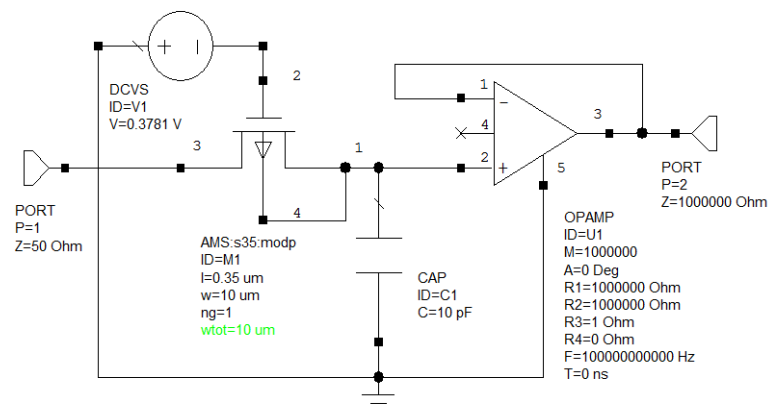 + −
2
DCVS
ID=V1
V=0.3781 V
3
1
4
PORT
P=1
Z=50 Ohm
AMS:s35:modp
ID=M1
l=0.35 um
w=10 um
ng=1
wtot=10 um
CAP
ID=C1
C=10 pF
1
−
4
2
+
3
5
OPAMP
ID=U1
M=1000000
A=0 Deg
R1=1000000 Ohm
R2=1000000 Ohm
R3=1 Ohm
R4=0 Ohm
F=100000000000 Hz
T=0 ns
PORT
P=2
Z=1000000 Ohm